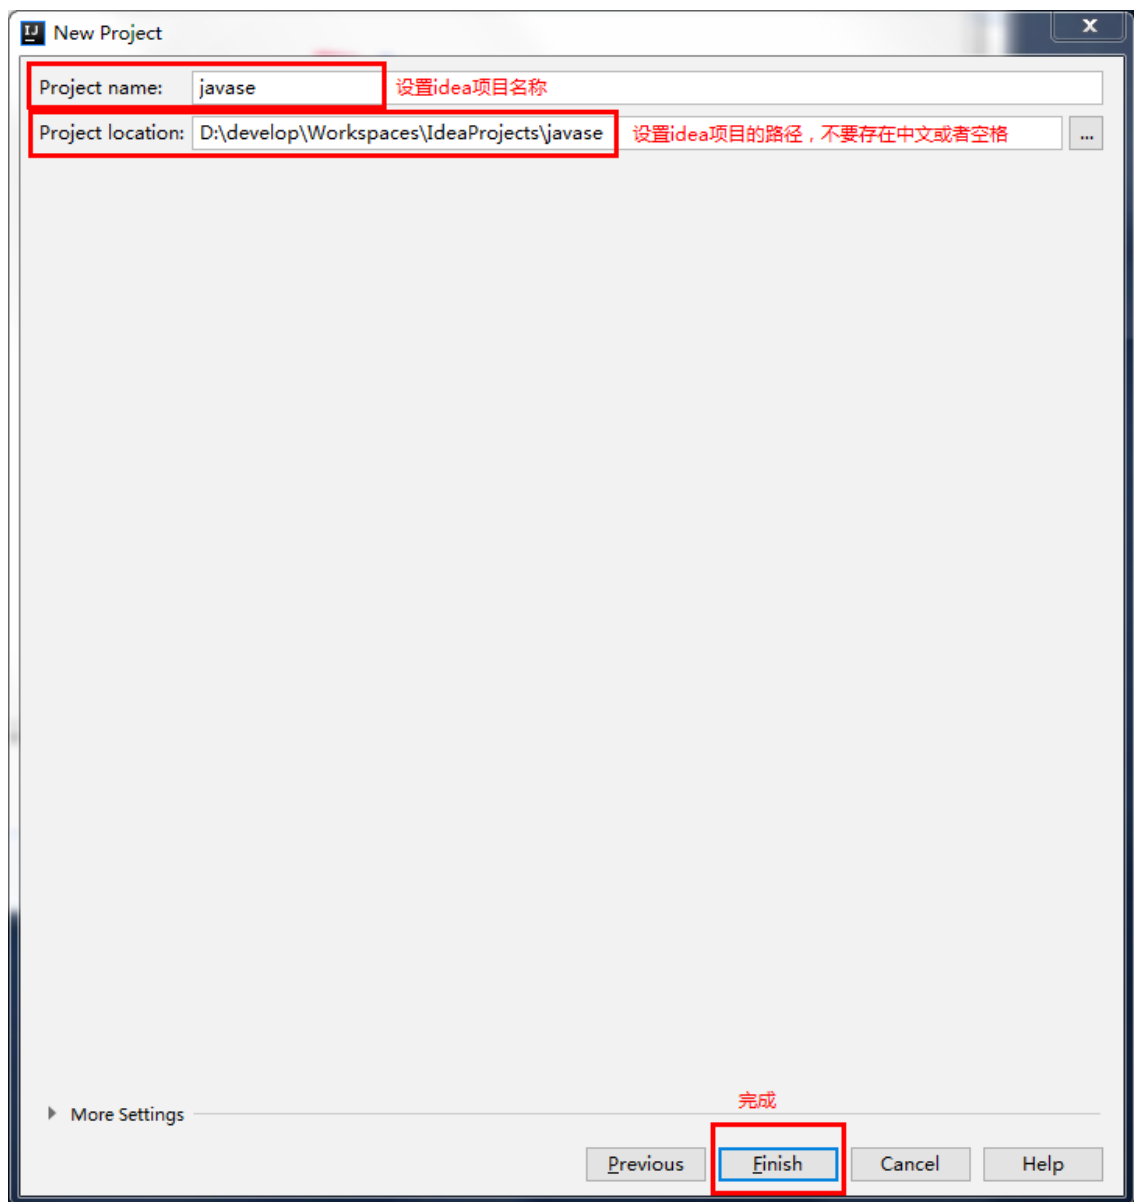 New Project
Project name: javase 设置idea项目名称
Project location: D:\develop\Workspaces\IdeaProjects\javase 设置idea项目的路径，不要存在中文或者空格 ...
More Settings
完成
Previous Finish Cancel Help